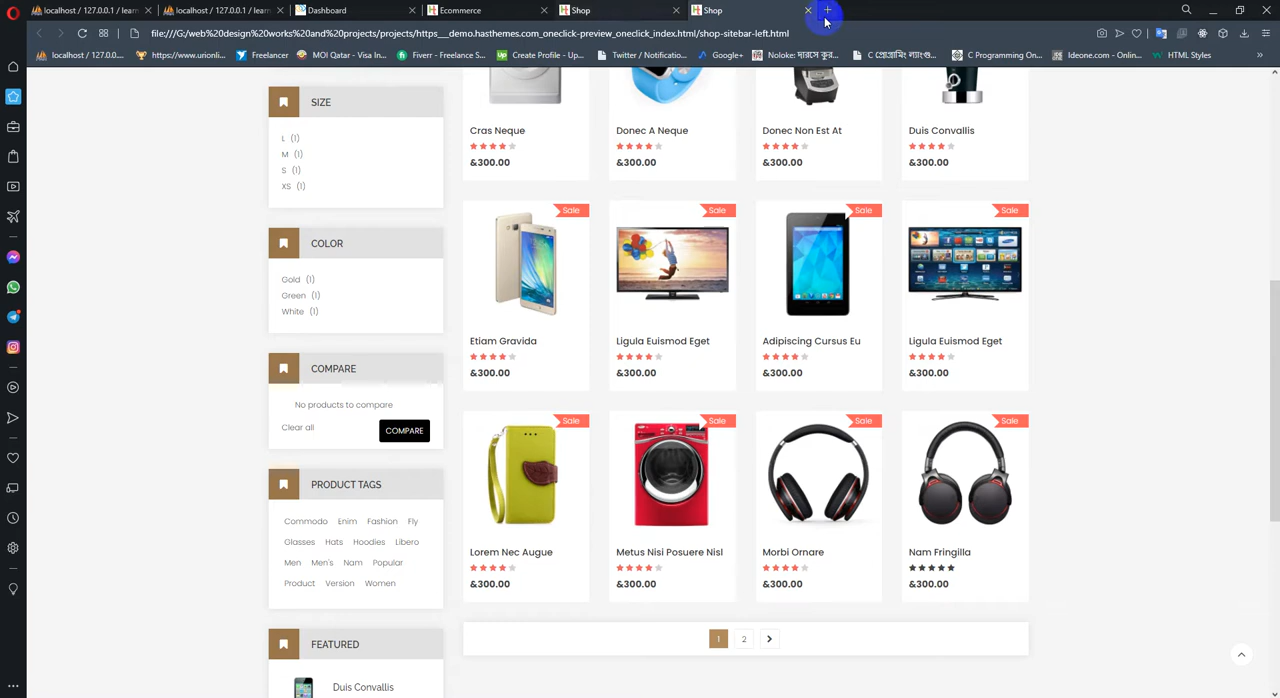 localhost / 127.0.0.1 / learn
localhost / 127.0.0.1 / learn
Dashboard
Ecommerce
Shop
Shop
file:///G:/web%20design%20works%20and%20projects/projects/https__demo.hasthemes.com_oneclick-preview_oneclick_index.html/shop-sitebar-left.html
localhost / 127.0.0.1...
https://www.urionli...
Freelancer
MOI Qatar - Visa In...
Fiverr - Freelance S...
Create Profile - Up...
Twitter / Notificatio...
Google+
Noloke: দারসে কুর...
C প্রোগ্রামিং ল্যাংগু...
C Programming On...
Ideone.com - Onlin...
HTML Styles
SIZE
L (1)
M (1)
S (1)
XS (1)
COLOR
Gold (1)
Green (1)
White (1)
COMPARE
No products to compare
Clear all
COMPARE
PRODUCT TAGS
Commodo Enim Fashion Fly
Glasses Hats Hoodies Libero
Men Men's Nam Popular
Product Version Women
FEATURED
Duis Convallis
Cras Neque
&300.00
Donec A Neque
&300.00
Donec Non Est At
&300.00
Duis Convallis
&300.00
Sale
Etiam Gravida
&300.00
Sale
Ligula Euismod Eget
&300.00
Sale
Adipiscing Cursus Eu
&300.00
Sale
Ligula Euismod Eget
&300.00
Sale
Lorem Nec Augue
&300.00
Sale
Metus Nisi Posuere Nisl
&300.00
Sale
Morbi Ornare
&300.00
Sale
Nam Fringilla
&300.00
1 2